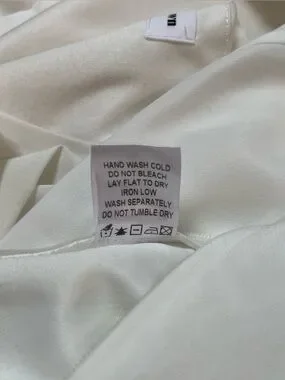 HAND WASH COLD
DO NOT BLEACH
LAY FLAT TO DRY
IRON LOW
WASH SEPARATELY
DO NOT TUMBLE DRY